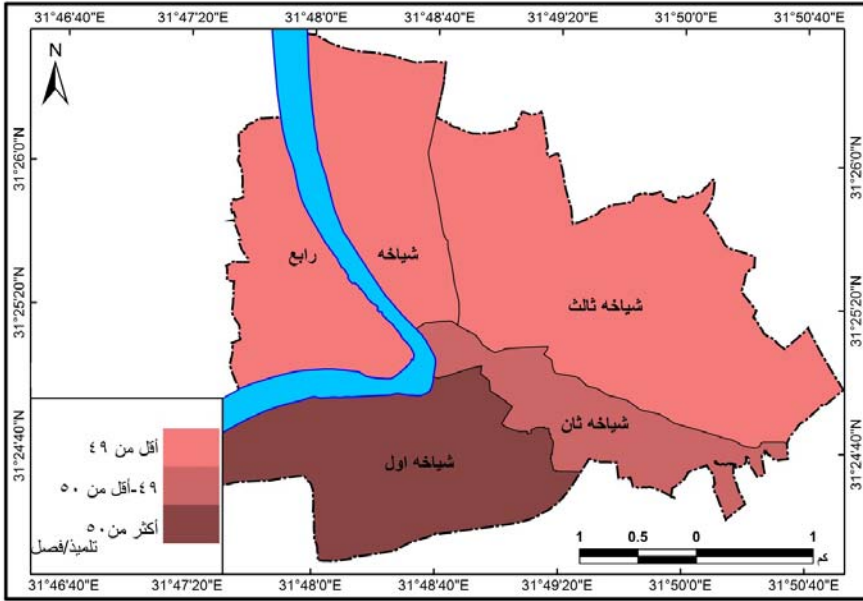 31°46'40"E 31°47'20"E 31°48'0"E 31°48'40"E 31°49'20"E 31°50'0"E 31°50'40"E
N
31°26'0"N 31°26'0"N
رابع شياخه
31°25'20"N 31°25'20"N
شياخه ثالث
شياخه ثان
31°24'40"N 31°24'40"N
شياخه اول
أقل من ٤٩
٤٩-أقل من ٥٠
أكثر من٥٠
تلميذ/فصل
1 0.5 0 1
كم
31°46'40"E 31°47'20"E 31°48'0"E 31°48'40"E 31°49'20"E 31°50'0"E 31°50'40"E